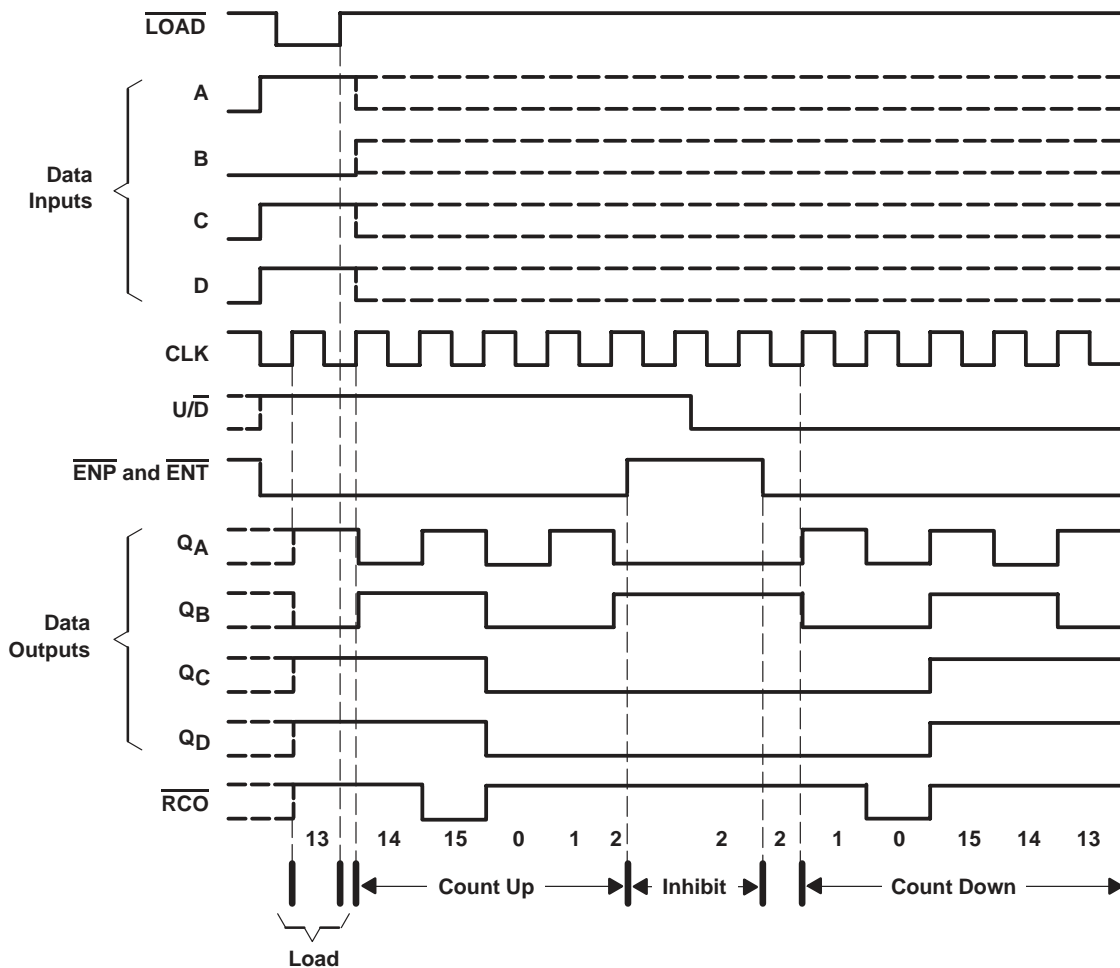 LOAD
A
B
Data
Inputs
C
D
CLK
U/D
ENP and ENT
QA
QB
Data
Outputs
QC
QD
RCO
13 14 15 0 1 2 2 2 1 0 15 14 13
Count Up Inhibit Count Down
Load